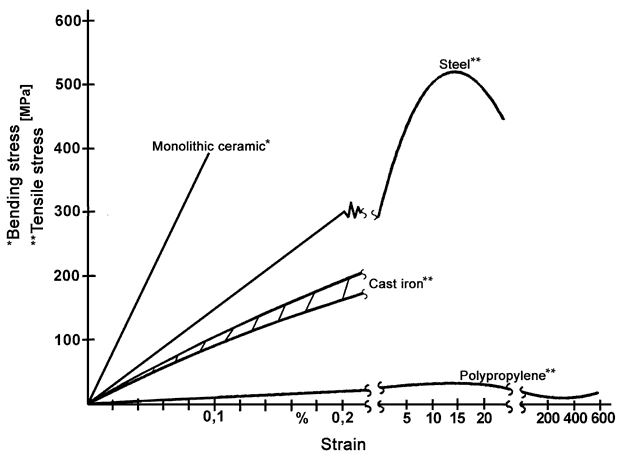 600
500
400
300
200
100
*Bending stress
**Tensile stress [MPa]
Steel**
Monolithic ceramic*
Cast iron**
Polypropylene**
0,1 % 0,2 5 10 15 20 200 400 600
Strain